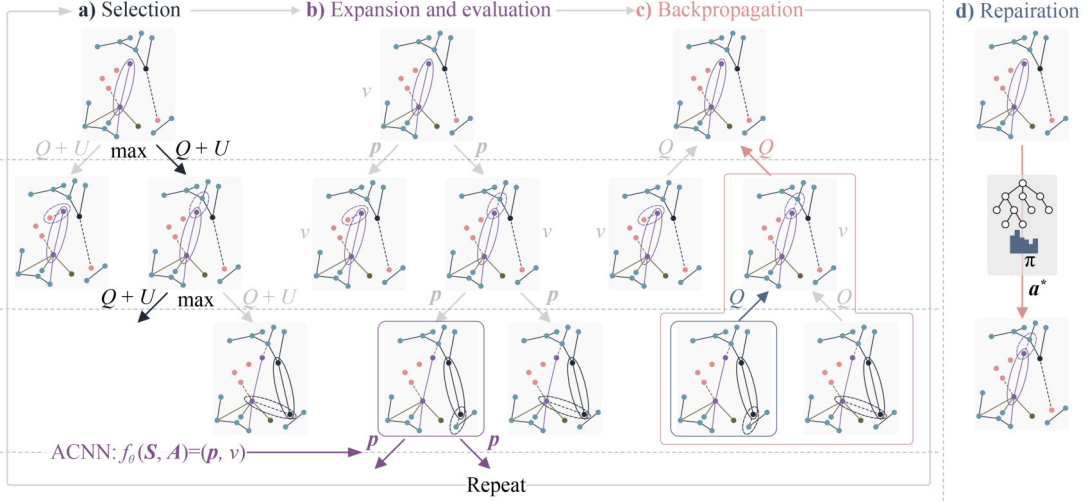 a) Selection
b) Expansion and evaluation
c) Backpropagation
d) Repairation
v
Q + U
max
Q + U
p
p
Q
Q
v
v
v
v
π
Q + U
max
Q + U
p
p
Q
Q
a*
ACNN: fθ(S, A)=(p, v)
p
p
Repeat